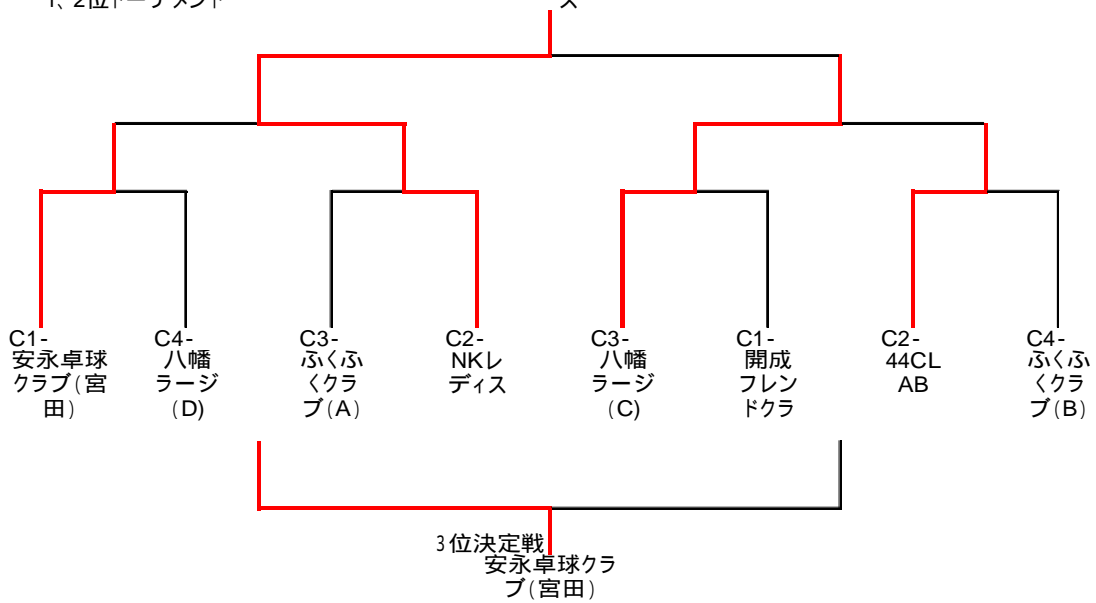 C1-
安永卓球
クラブ(宮
田)
C4-
八幡
ラージ
(D)
C3-
ふくふ
くクラ
ブ(A)
C2-
NKレ
ディス
C3-
八幡
ラージ
(C)
C1-
開成
フレン
ドクラ
C2-
44CL
AB
C4-
ふくふ
くクラ
ブ(B)
3位決定戦
安永卓球クラ
ブ(宮田)